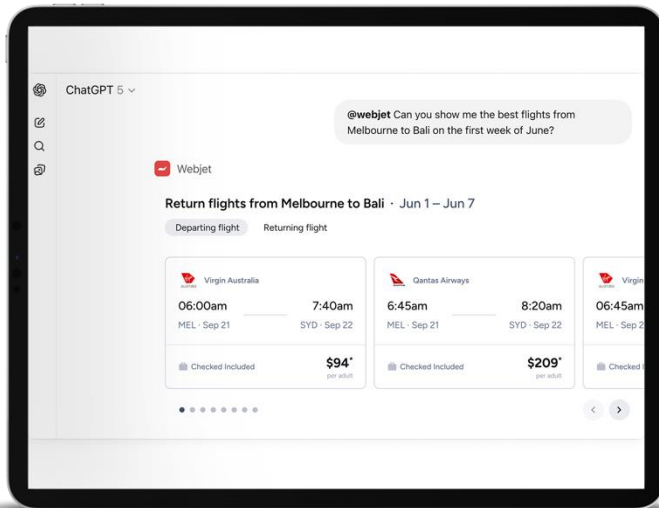 ChatGPT 5
@webjet Can you show me the best flights from
Melbourne to Bali on the first week of June?
Webjet
Return flights from Melbourne to Bali · Jun 1 – Jun 7
Departing flight Returning flight
Virgin Australia
06:00am 7:40am
MEL · Sep 21 SYD · Sep 22
Checked Included
$94*
per adult
Qantas Airways
6:45am 8:20am
MEL · Sep 21 SYD · Sep 22
Checked Included
$209*
per adult
Virgin
06:45am
MEL · Sep 2
Checked I